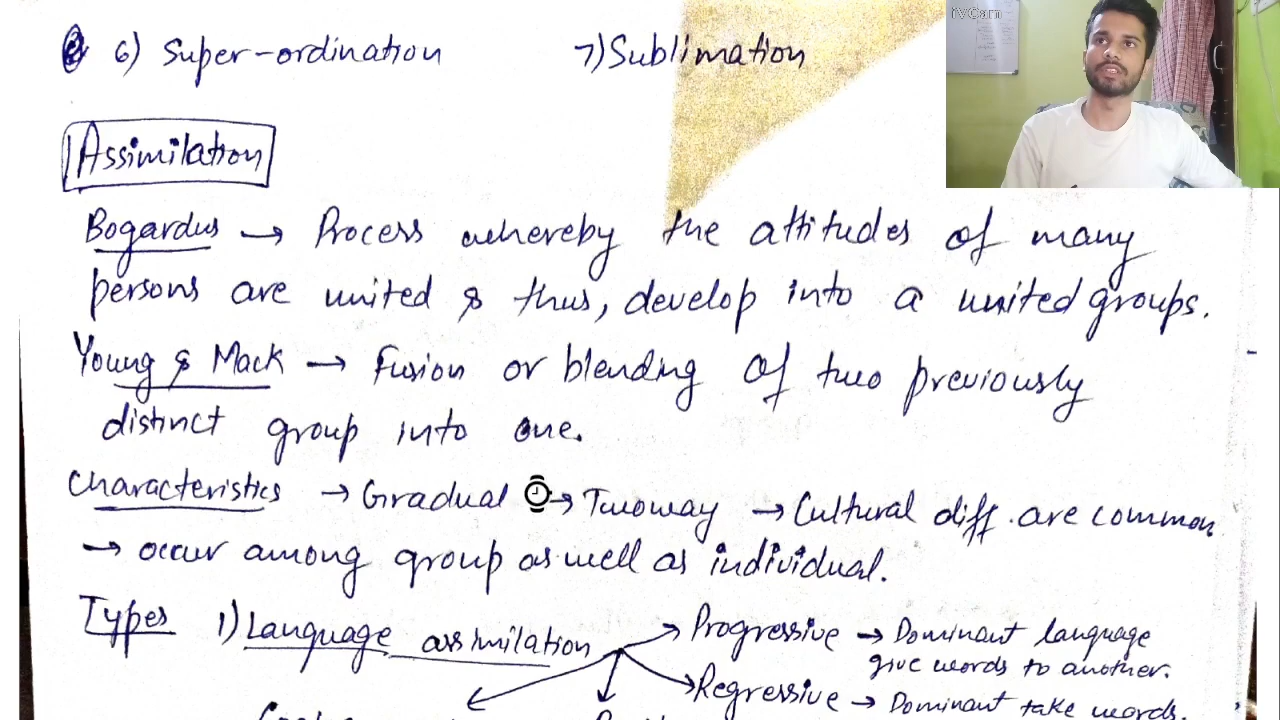 6) Super-ordination 7) Sublimation
iVCam
Assimilation
Bogardus → Process whereby the attitudes of many
persons are united & thus, develop into a united groups.
Young & Mack → Fusion or blending of two previously
distinct group into one.
Characteristics → Gradual → Twoway → Cultural diff. are common
→ occur among group as well as individual.
Types 1) Language assimilation → Progressive → Dominant language
give words to another.
→ Regressive → Dominant take words.